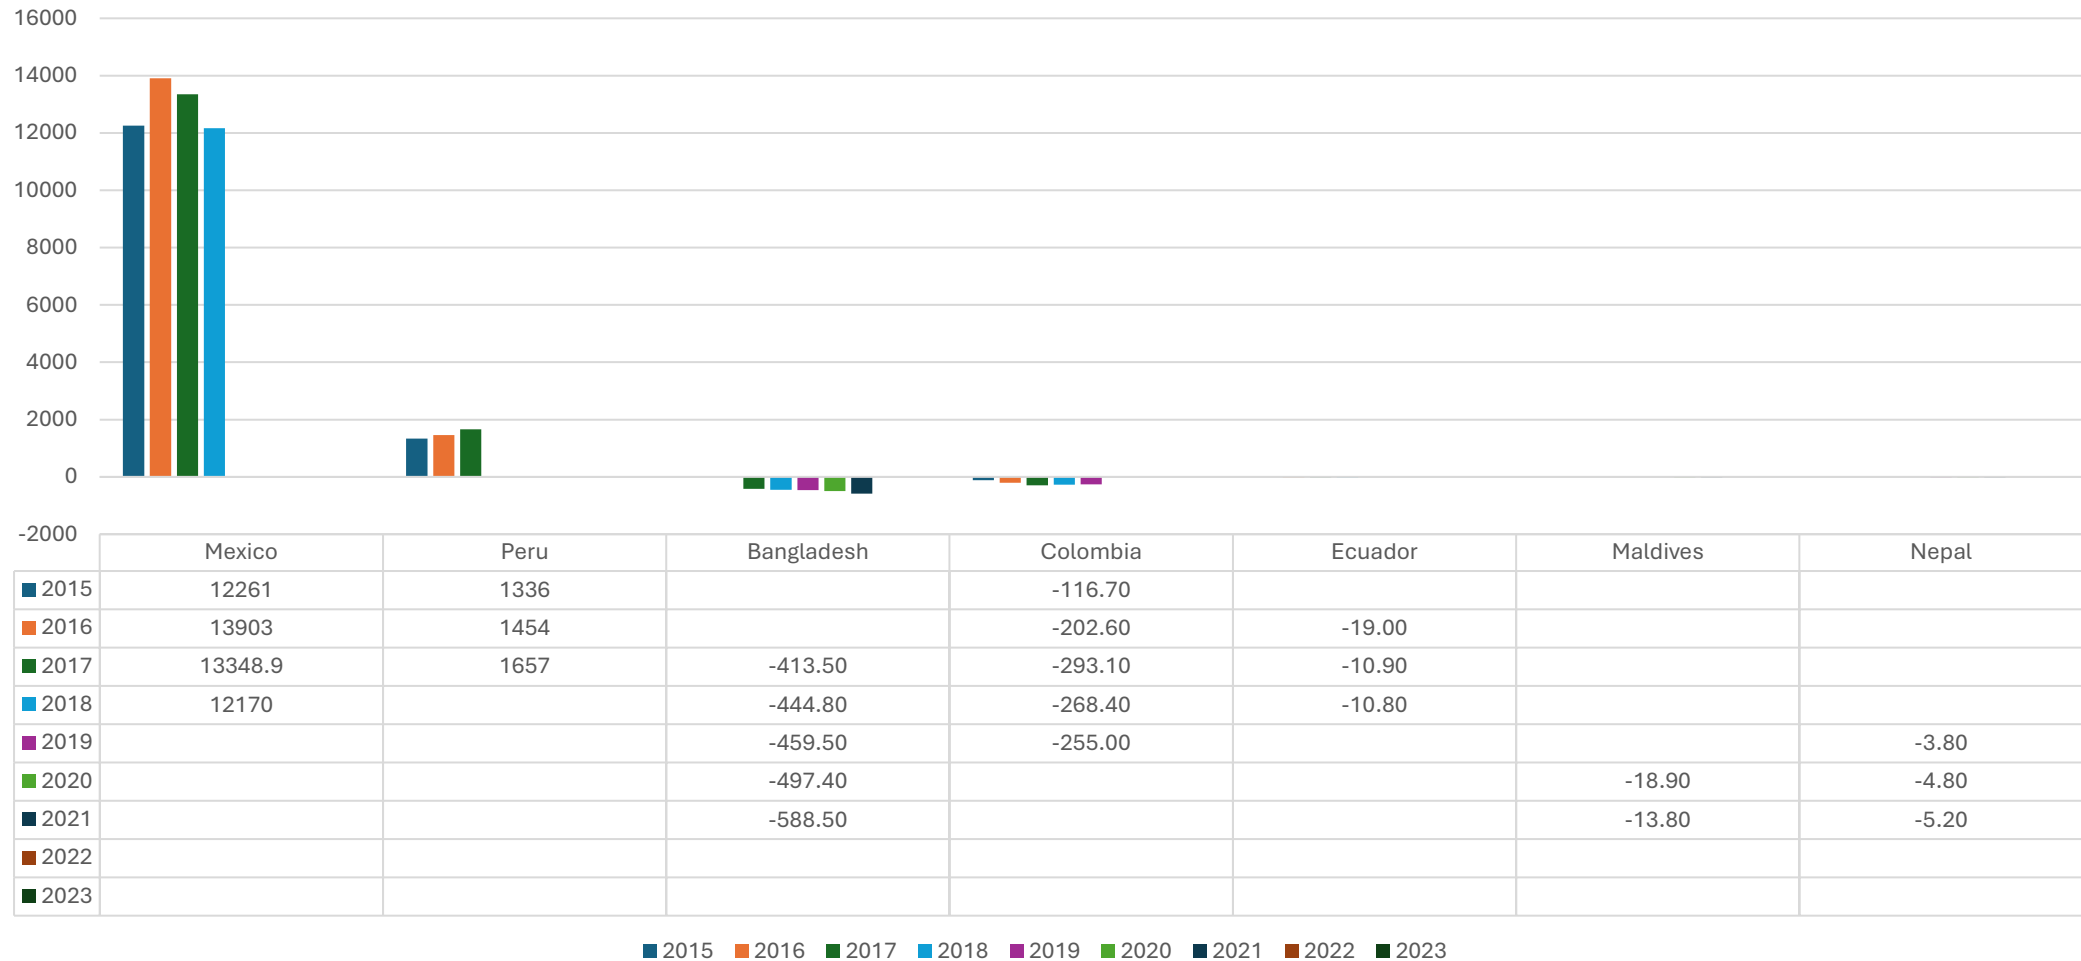 16000
14000
12000
10000
8000
6000
4000
2000
0
-2000
Mexico Peru Bangladesh Colombia Ecuador Maldives Nepal
2015 12261 1336 -116.70
2016 13903 1454 -202.60 -19.00
2017 13348.9 1657 -413.50 -293.10 -10.90
2018 12170 -444.80 -268.40 -10.80
2019 -459.50 -255.00 -3.80
2020 -497.40 -18.90 -4.80
2021 -588.50 -13.80 -5.20
2022
2023
2015 2016 2017 2018 2019 2020 2021 2022 2023